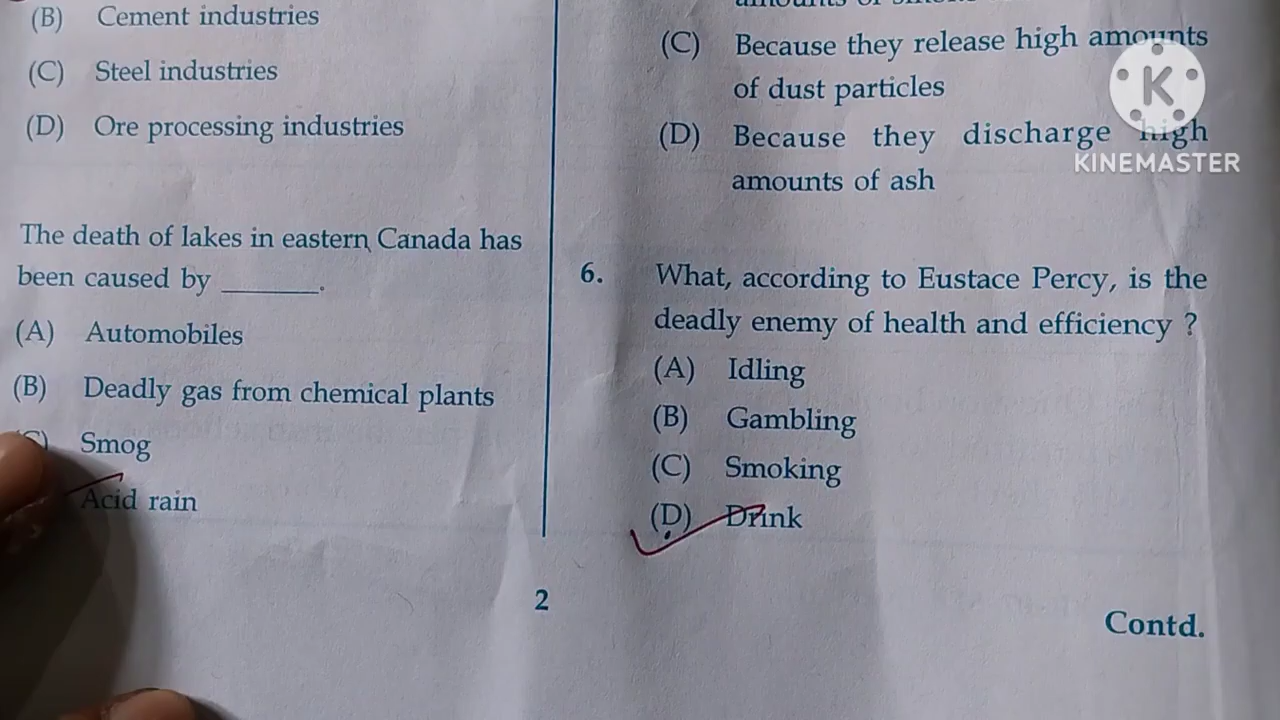 (B) Cement industries
(C) Steel industries
(D) Ore processing industries
The death of lakes in eastern Canada has
been caused by ______.
(A) Automobiles
(B) Deadly gas from chemical plants
(C) Smog
Acid rain
(C) Because they release high amounts
of dust particles
(D) Because they discharge high
amounts of ash
6. What, according to Eustace Percy, is the
deadly enemy of health and efficiency ?
(A) Idling
(B) Gambling
(C) Smoking
(D) Drink
2
Contd.
K
KINEMASTER